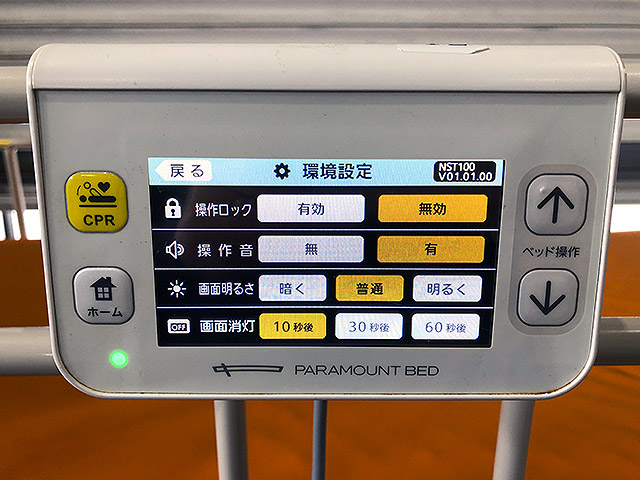 戻る 環境設定 NST100
V01.01.00
操作ロック 有効 無効
操作音 無 有
画面明るさ 暗く 普通 明るく
OFF 画面消灯 10秒後 30秒後 60秒後
CPR
ホーム
ベッド操作
PARAMOUNT BED